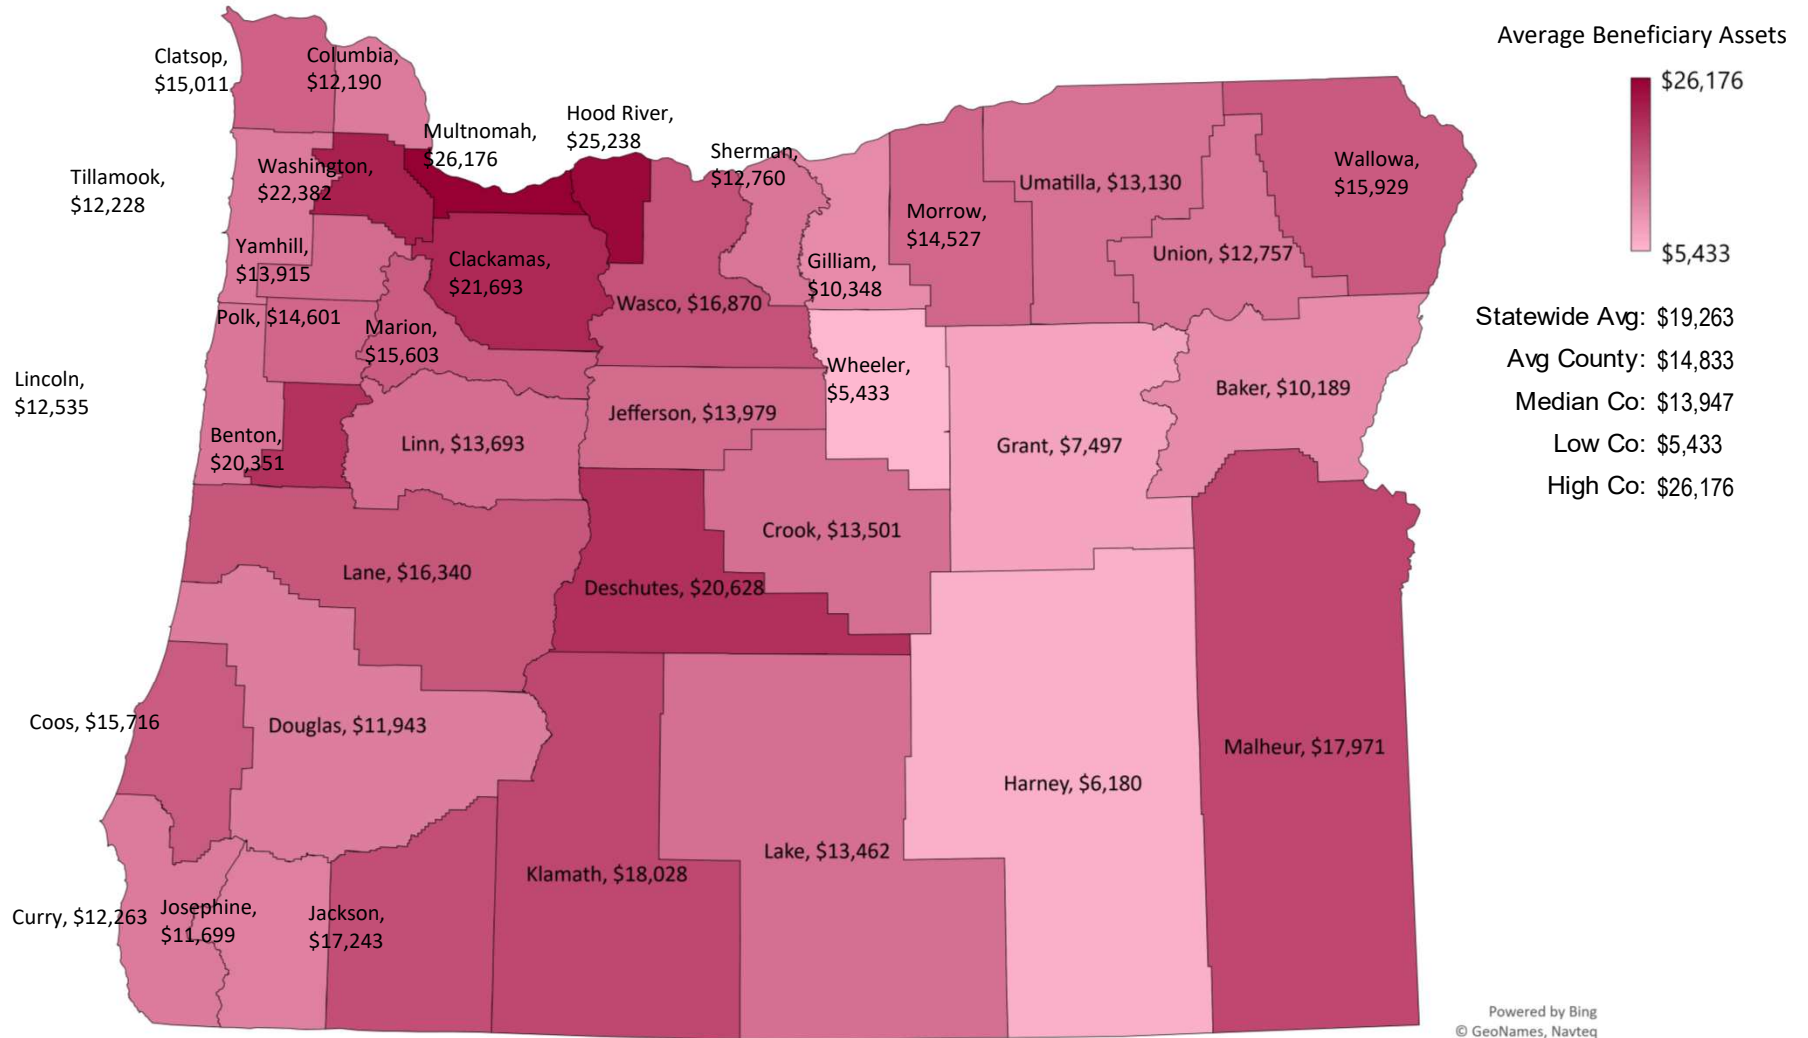 Average Beneficiary Assets
$26,176
$5,433
Statewide Avg: $19,263
Avg County: $14,833
Median Co: $13,947
Low Co: $5,433
High Co: $26,176
Clatsop,
$15,011
Columbia,
$12,190
Multnomah,
$26,176
Hood River,
$25,238
Sherman,
$12,760
Tillamook,
$12,228
Washington,
$22,382
Umatilla, $13,130
Wallowa,
$15,929
Morrow,
$14,527
Yamhill,
$13,915
Clackamas,
$21,693
Gilliam,
$10,348
Union, $12,757
Wasco, $16,870
Polk, $14,601
Marion,
$15,603
Wheeler,
$5,433
Baker, $10,189
Lincoln,
$12,535
Jefferson, $13,979
Linn, $13,693
Grant, $7,497
Benton,
$20,351
Crook, $13,501
Lane, $16,340
Deschutes, $20,628
Coos, $15,716
Douglas, $11,943
Malheur, $17,971
Harney, $6,180
Lake, $13,462
Klamath, $18,028
Curry, $12,263
Josephine,
$11,699
Jackson,
$17,243
Powered by Bing
© GeoNames, Navteq